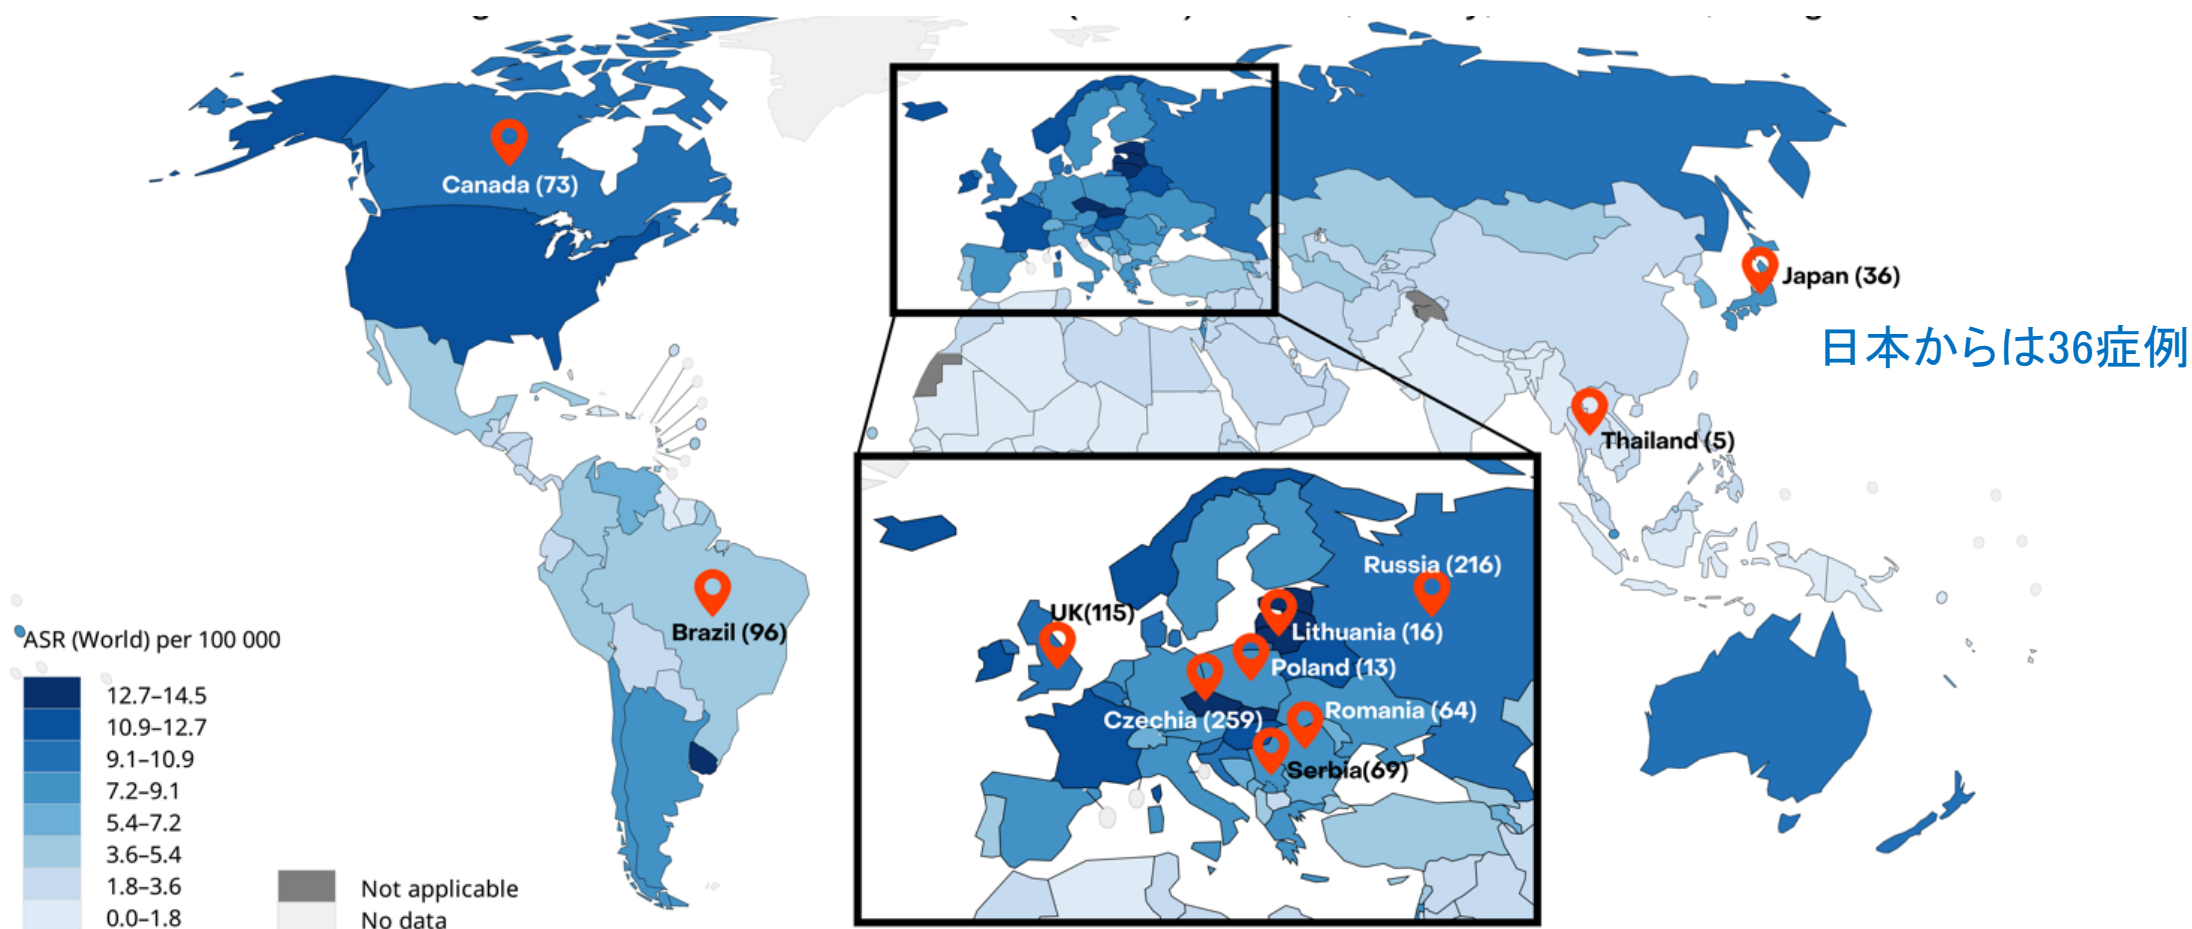 Canada (73)
Japan (36)
日本からは36症例
Thailand (5)
Russia (216)
UK(115)
Lithuania (16)
Brazil (96)
Poland (13)
Czechia (259)
Romania (64)
Serbia(69)
ASR (World) per 100 000
12.7–14.5
10.9–12.7
9.1–10.9
7.2–9.1
5.4–7.2
3.6–5.4
1.8–3.6
0.0–1.8
Not applicable
No data